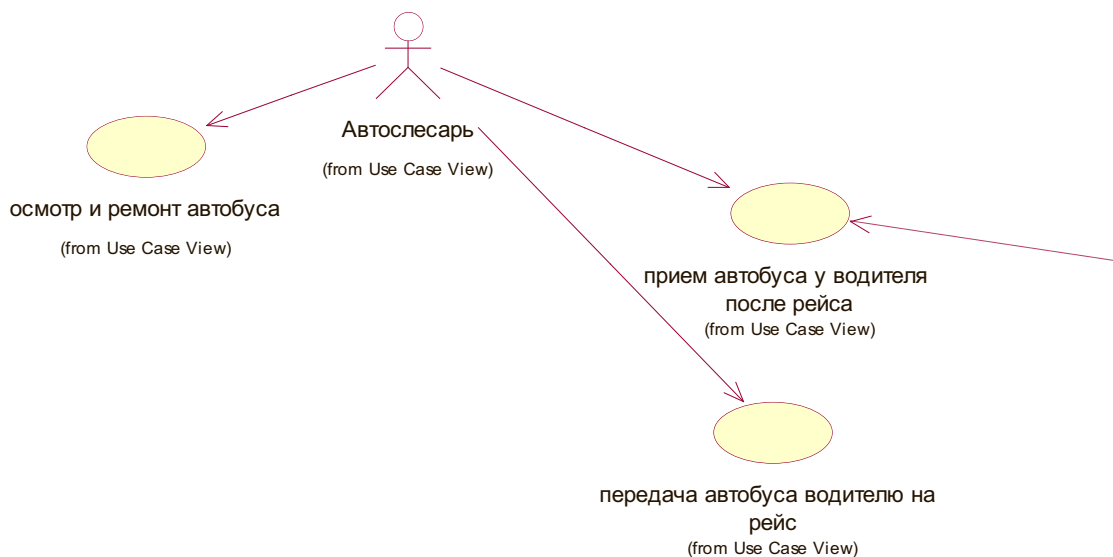 Автослесарь
(from Use Case View)
осмотр и ремонт автобуса
(from Use Case View)
прием автобуса у водителя
после рейса
(from Use Case View)
передача автобуса водителю на
рейс
(from Use Case View)